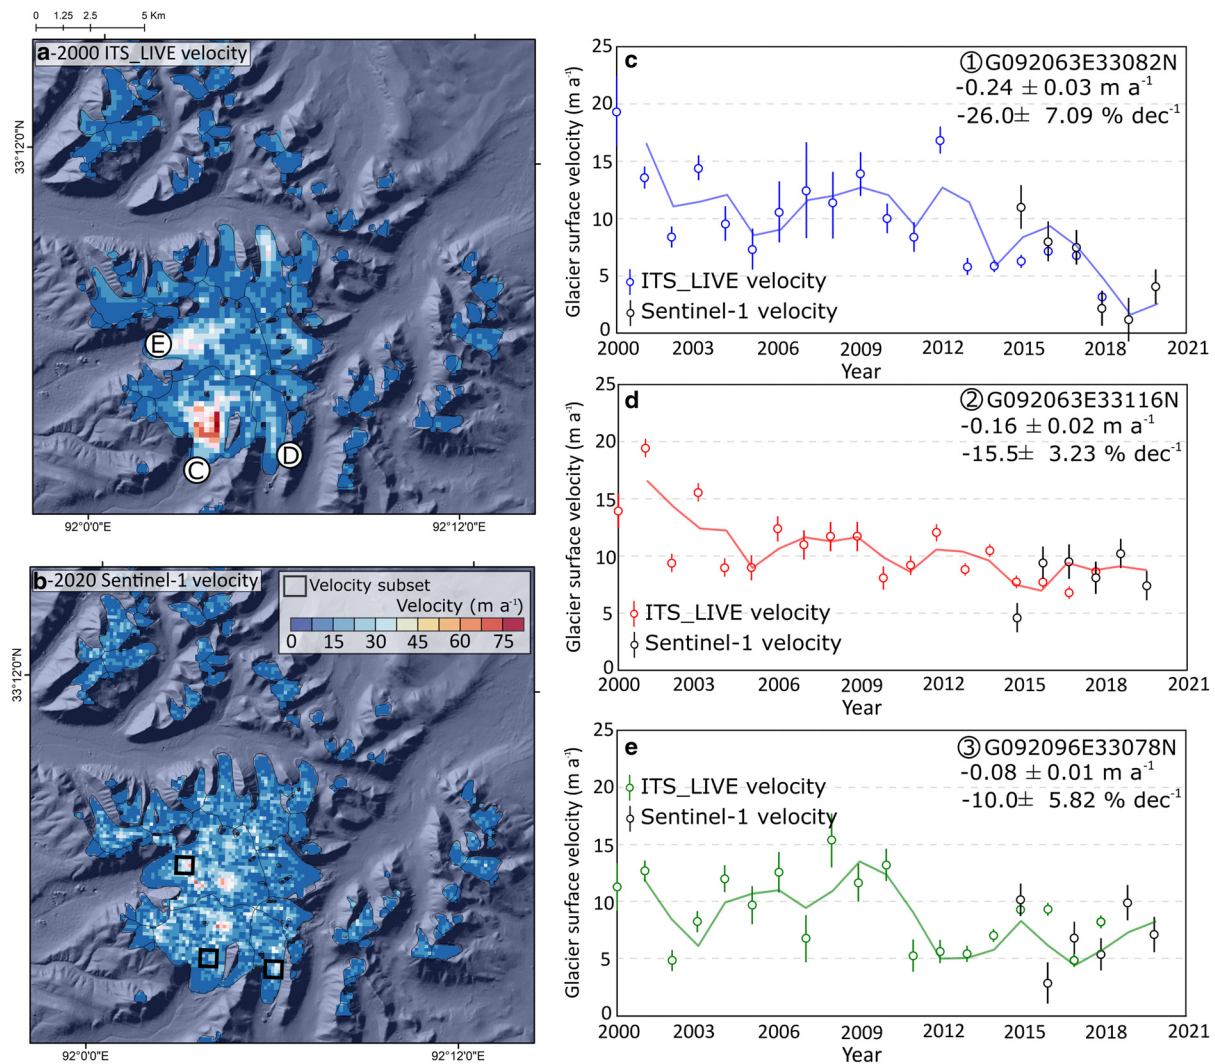 0 1.25 2.5 5 Km
a-2000 ITS_LIVE velocity
33°12'0"N
E
C
D
92°0'0"E 92°12'0"E
b-2020 Sentinel-1 velocity
Velocity subset
Velocity (m a⁻¹)
0 15 30 45 60 75
33°12'0"N
92°0'0"E 92°12'0"E
c
①G092063E33082N
-0.24 ± 0.03 m a⁻¹
-26.0± 7.09 % dec⁻¹
Glacier surface velocity (m a⁻¹)
25
20
15
10
5
0
ITS_LIVE velocity
Sentinel-1 velocity
2000 2003 2006 2009 2012 2015 2018 2021
Year
d
②G092063E33116N
-0.16 ± 0.02 m a⁻¹
-15.5± 3.23 % dec⁻¹
Glacier surface velocity (m a⁻¹)
25
20
15
10
5
0
ITS_LIVE velocity
Sentinel-1 velocity
2000 2003 2006 2009 2012 2015 2018 2021
Year
e
③G092096E33078N
-0.08 ± 0.01 m a⁻¹
-10.0± 5.82 % dec⁻¹
Glacier surface velocity (m a⁻¹)
25
20
15
10
5
0
ITS_LIVE velocity
Sentinel-1 velocity
2000 2003 2006 2009 2012 2015 2018 2021
Year